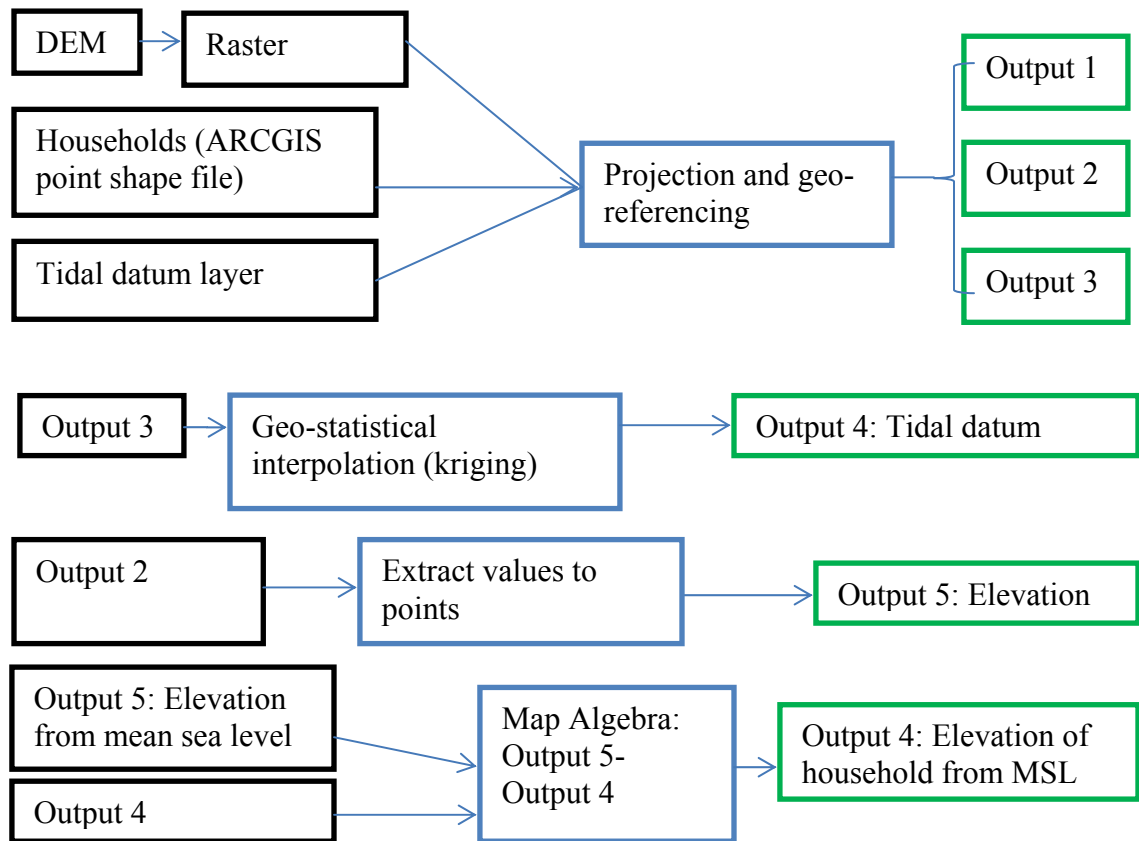 DEM
Raster
Households (ARCGIS
point shape file)
Tidal datum layer
Projection and geo-
referencing
Output 1
Output 2
Output 3
Output 3
Geo-statistical
interpolation (kriging)
Output 4: Tidal datum
Output 2
Extract values to
points
Output 5: Elevation
Output 5: Elevation
from mean sea level
Output 4
Map Algebra:
Output 5-
Output 4
Output 4: Elevation of
household from MSL